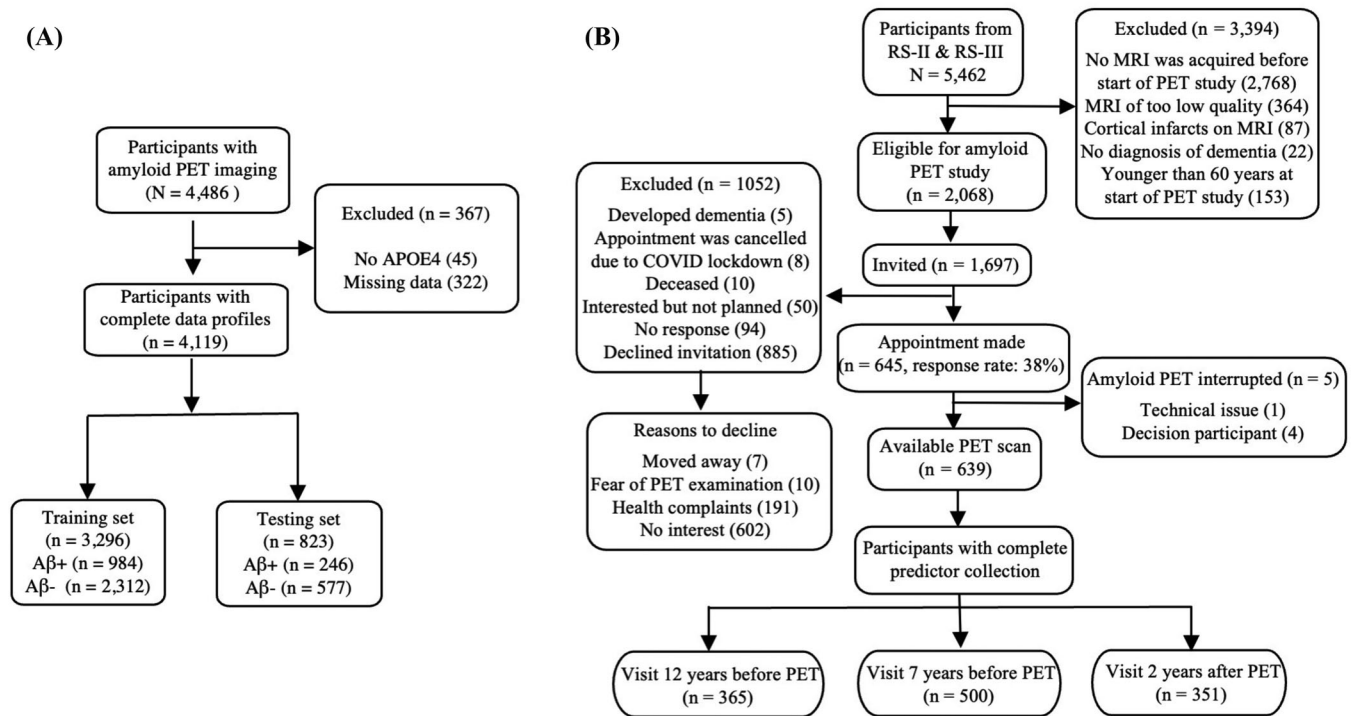 (A)
Participants with
amyloid PET imaging
(N = 4,486 )
Excluded (n = 367)
No APOE4 (45)
Missing data (322)
Participants with
complete data profiles
(n = 4,119)
Training set
(n = 3,296)
Aβ+ (n = 984)
Aβ- (n = 2,312)
Testing set
(n = 823)
Aβ+ (n = 246)
Aβ- (n = 577)
(B)
Participants from
RS-II & RS-III
N = 5,462
Excluded (n = 3,394)
No MRI was acquired before
start of PET study (2,768)
MRI of too low quality (364)
Cortical infarcts on MRI (87)
No diagnosis of dementia (22)
Younger than 60 years at
start of PET study (153)
Eligible for amyloid
PET study
(n = 2,068)
Invited (n = 1,697)
Excluded (n = 1052)
Developed dementia (5)
Appointment was cancelled
due to COVID lockdown (8)
Deceased (10)
Interested but not planned (50)
No response (94)
Declined invitation (885)
Reasons to decline
Moved away (7)
Fear of PET examination (10)
Health complaints (191)
No interest (602)
Appointment made
(n = 645, response rate: 38%)
Amyloid PET interrupted (n = 5)
Technical issue (1)
Decision participant (4)
Available PET scan
(n = 639)
Participants with complete
predictor collection
Visit 12 years before PET
(n = 365)
Visit 7 years before PET
(n = 500)
Visit 2 years after PET
(n = 351)